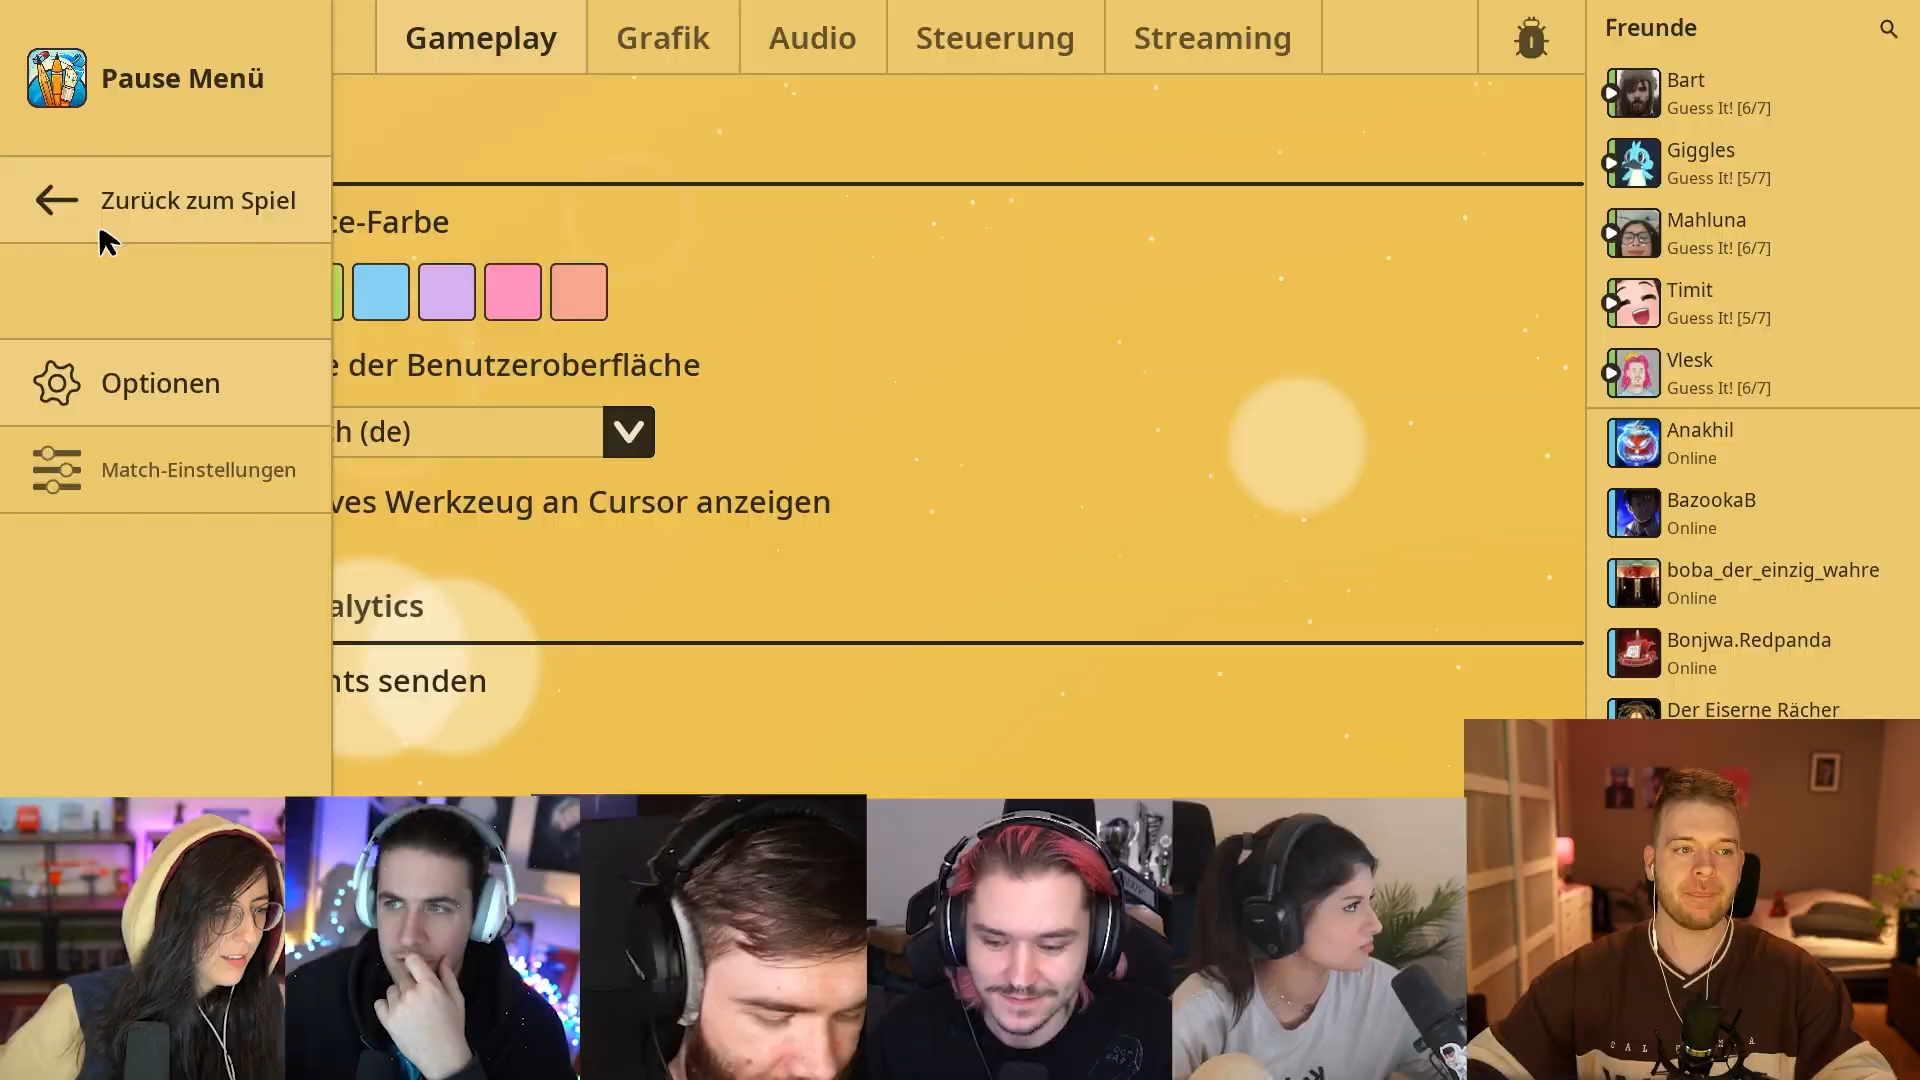 Pause Menü
Zurück zum Spiel
Optionen
Match-Einstellungen
Gameplay
Grafik
Audio
Steuerung
Streaming
ce-Farbe
e der Benutzeroberfläche
ch (de)
ves Werkzeug an Cursor anzeigen
alytics
nts senden
Freunde
Bart
Guess It! [6/7]
Giggles
Guess It! [5/7]
Mahluna
Guess It! [6/7]
Timit
Guess It! [5/7]
Vlesk
Guess It! [6/7]
Anakhil
Online
BazookaB
Online
boba_der_einzig_wahre
Online
Bonjwa.Redpanda
Online
Der Eiserne Rächer